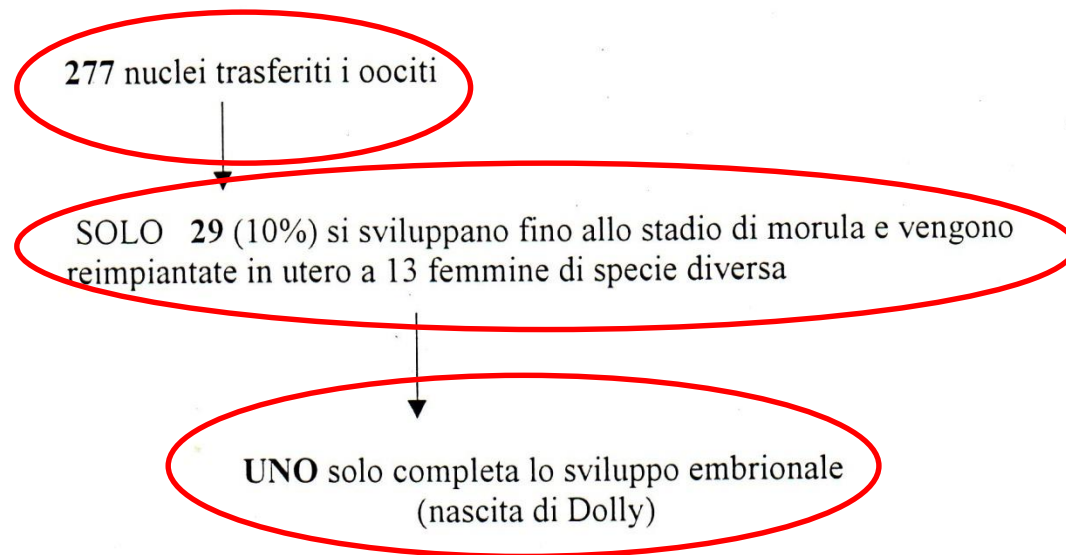 277 nuclei trasferiti i oociti
SOLO 29 (10%) si sviluppano fino allo stadio di morula e vengono
reimpiantate in utero a 13 femmine di specie diversa
UNO solo completa lo sviluppo embrionale
(nascita di Dolly)